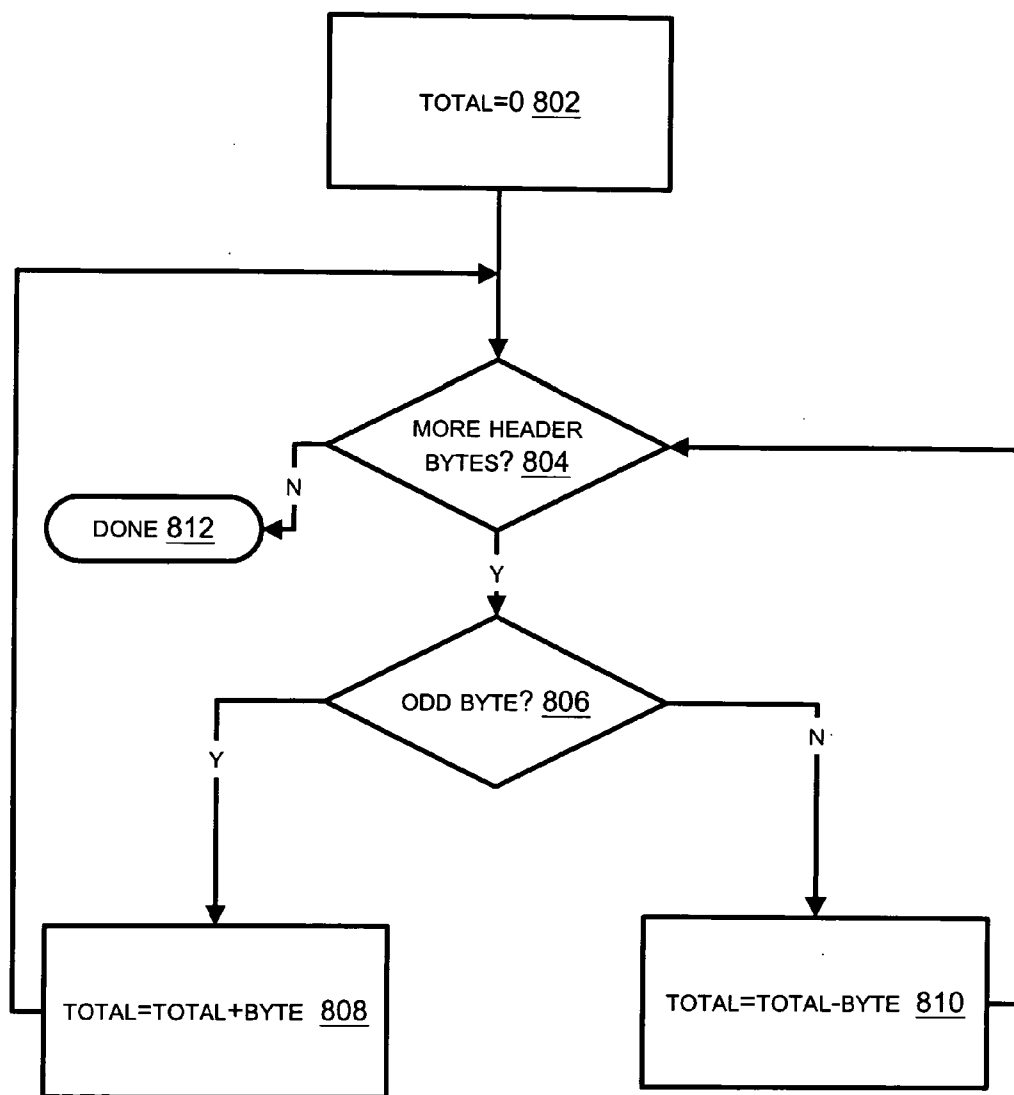 TOTAL=0 802
MORE HEADER
BYTES? 804
N
DONE 812
Y
ODD BYTE? 806
Y
N
TOTAL=TOTAL+BYTE 808
TOTAL=TOTAL-BYTE 810